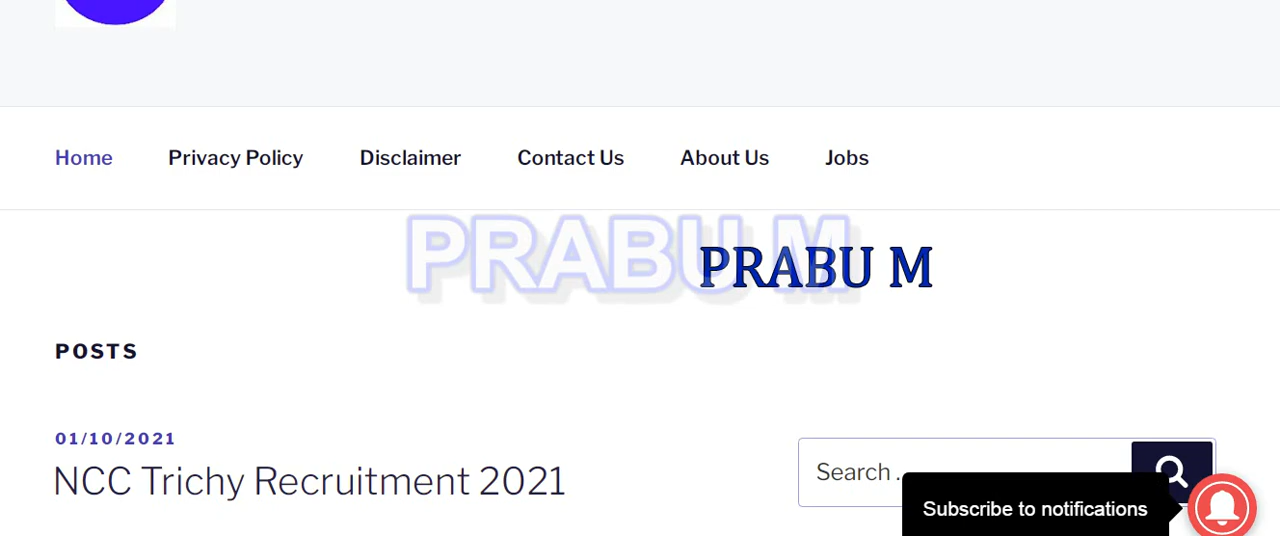 Home Privacy Policy Disclaimer Contact Us About Us Jobs
PRABU M
PRABU M
POSTS
01/10/2021
NCC Trichy Recruitment 2021
Search .
Subscribe to notifications